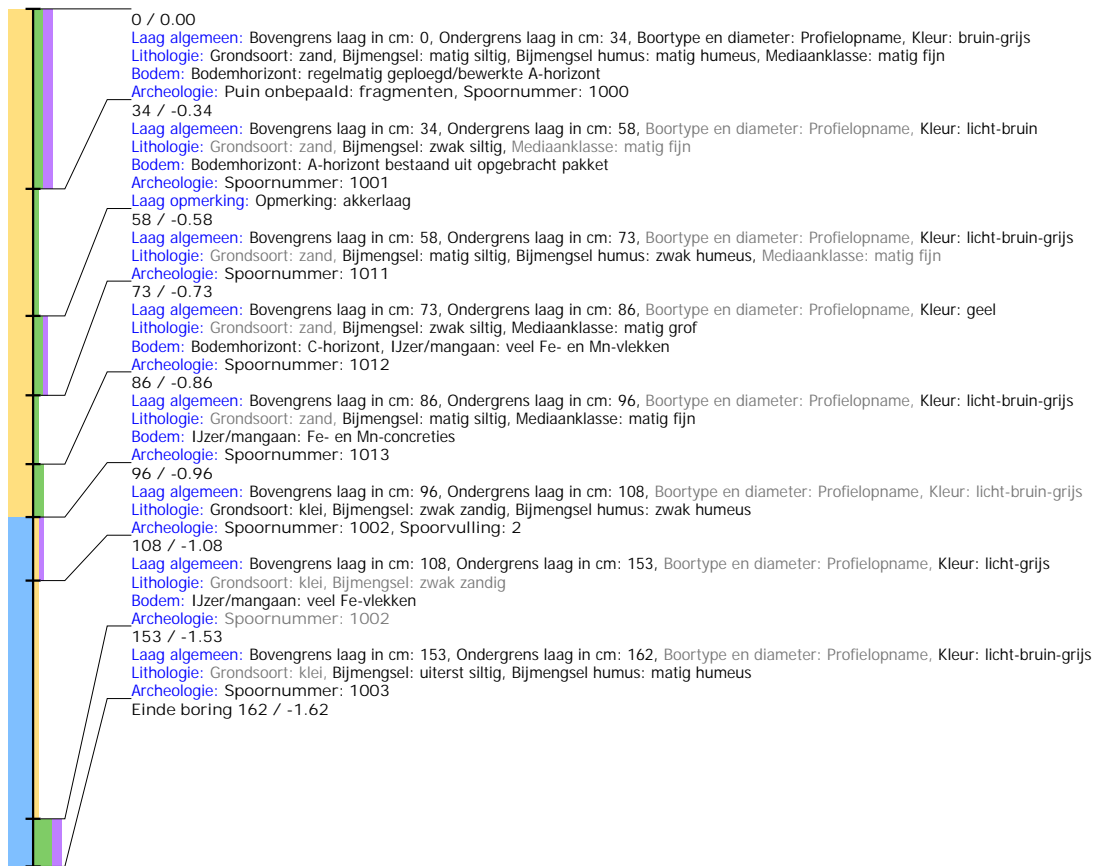 0 / 0.00
Laag algemeen: Bovengrens laag in cm: 0, Ondergrens laag in cm: 34, Boortype en diameter: Profielopname, Kleur: bruin-grijs
Lithologie: Grondsoort: zand, Bijmengsel: matig siltig, Bijmengsel humus: matig humeus, Mediaanklasse: matig fijn
Bodem: Bodemhorizont: regelmatig geploegd/bewerkte A-horizont
Archeologie: Puin onbepaald: fragmenten, Spoornummer: 1000
34 / -0.34
Laag algemeen: Bovengrens laag in cm: 34, Ondergrens laag in cm: 58, Boortype en diameter: Profielopname, Kleur: licht-bruin
Lithologie: Grondsoort: zand, Bijmengsel: zwak siltig, Mediaanklasse: matig fijn
Bodem: Bodemhorizont: A-horizont bestaand uit opgebracht pakket
Archeologie: Spoornummer: 1001
Laag opmerking: Opmerking: akkerlaag
58 / -0.58
Laag algemeen: Bovengrens laag in cm: 58, Ondergrens laag in cm: 73, Boortype en diameter: Profielopname, Kleur: licht-bruin-grijs
Lithologie: Grondsoort: zand, Bijmengsel: matig siltig, Bijmengsel humus: zwak humeus, Mediaanklasse: matig fijn
Archeologie: Spoornummer: 1011
73 / -0.73
Laag algemeen: Bovengrens laag in cm: 73, Ondergrens laag in cm: 86, Boortype en diameter: Profielopname, Kleur: geel
Lithologie: Grondsoort: zand, Bijmengsel: zwak siltig, Mediaanklasse: matig grof
Bodem: Bodemhorizont: C-horizont, IJzer/mangaan: veel Fe- en Mn-vlekken
Archeologie: Spoornummer: 1012
86 / -0.86
Laag algemeen: Bovengrens laag in cm: 86, Ondergrens laag in cm: 96, Boortype en diameter: Profielopname, Kleur: licht-bruin-grijs
Lithologie: Grondsoort: zand, Bijmengsel: matig siltig, Mediaanklasse: matig fijn
Bodem: IJzer/mangaan: Fe- en Mn-concreties
Archeologie: Spoornummer: 1013
96 / -0.96
Laag algemeen: Bovengrens laag in cm: 96, Ondergrens laag in cm: 108, Boortype en diameter: Profielopname, Kleur: licht-bruin-grijs
Lithologie: Grondsoort: klei, Bijmengsel: zwak zandig, Bijmengsel humus: zwak humeus
Archeologie: Spoornummer: 1002, Spoorvulling: 2
108 / -1.08
Laag algemeen: Bovengrens laag in cm: 108, Ondergrens laag in cm: 153, Boortype en diameter: Profielopname, Kleur: licht-grijs
Lithologie: Grondsoort: klei, Bijmengsel: zwak zandig
Bodem: IJzer/mangaan: veel Fe-vlekken
Archeologie: Spoornummer: 1002
153 / -1.53
Laag algemeen: Bovengrens laag in cm: 153, Ondergrens laag in cm: 162, Boortype en diameter: Profielopname, Kleur: licht-bruin-grijs
Lithologie: Grondsoort: klei, Bijmengsel: uiterst siltig, Bijmengsel humus: matig humeus
Archeologie: Spoornummer: 1003
Einde boring 162 / -1.62